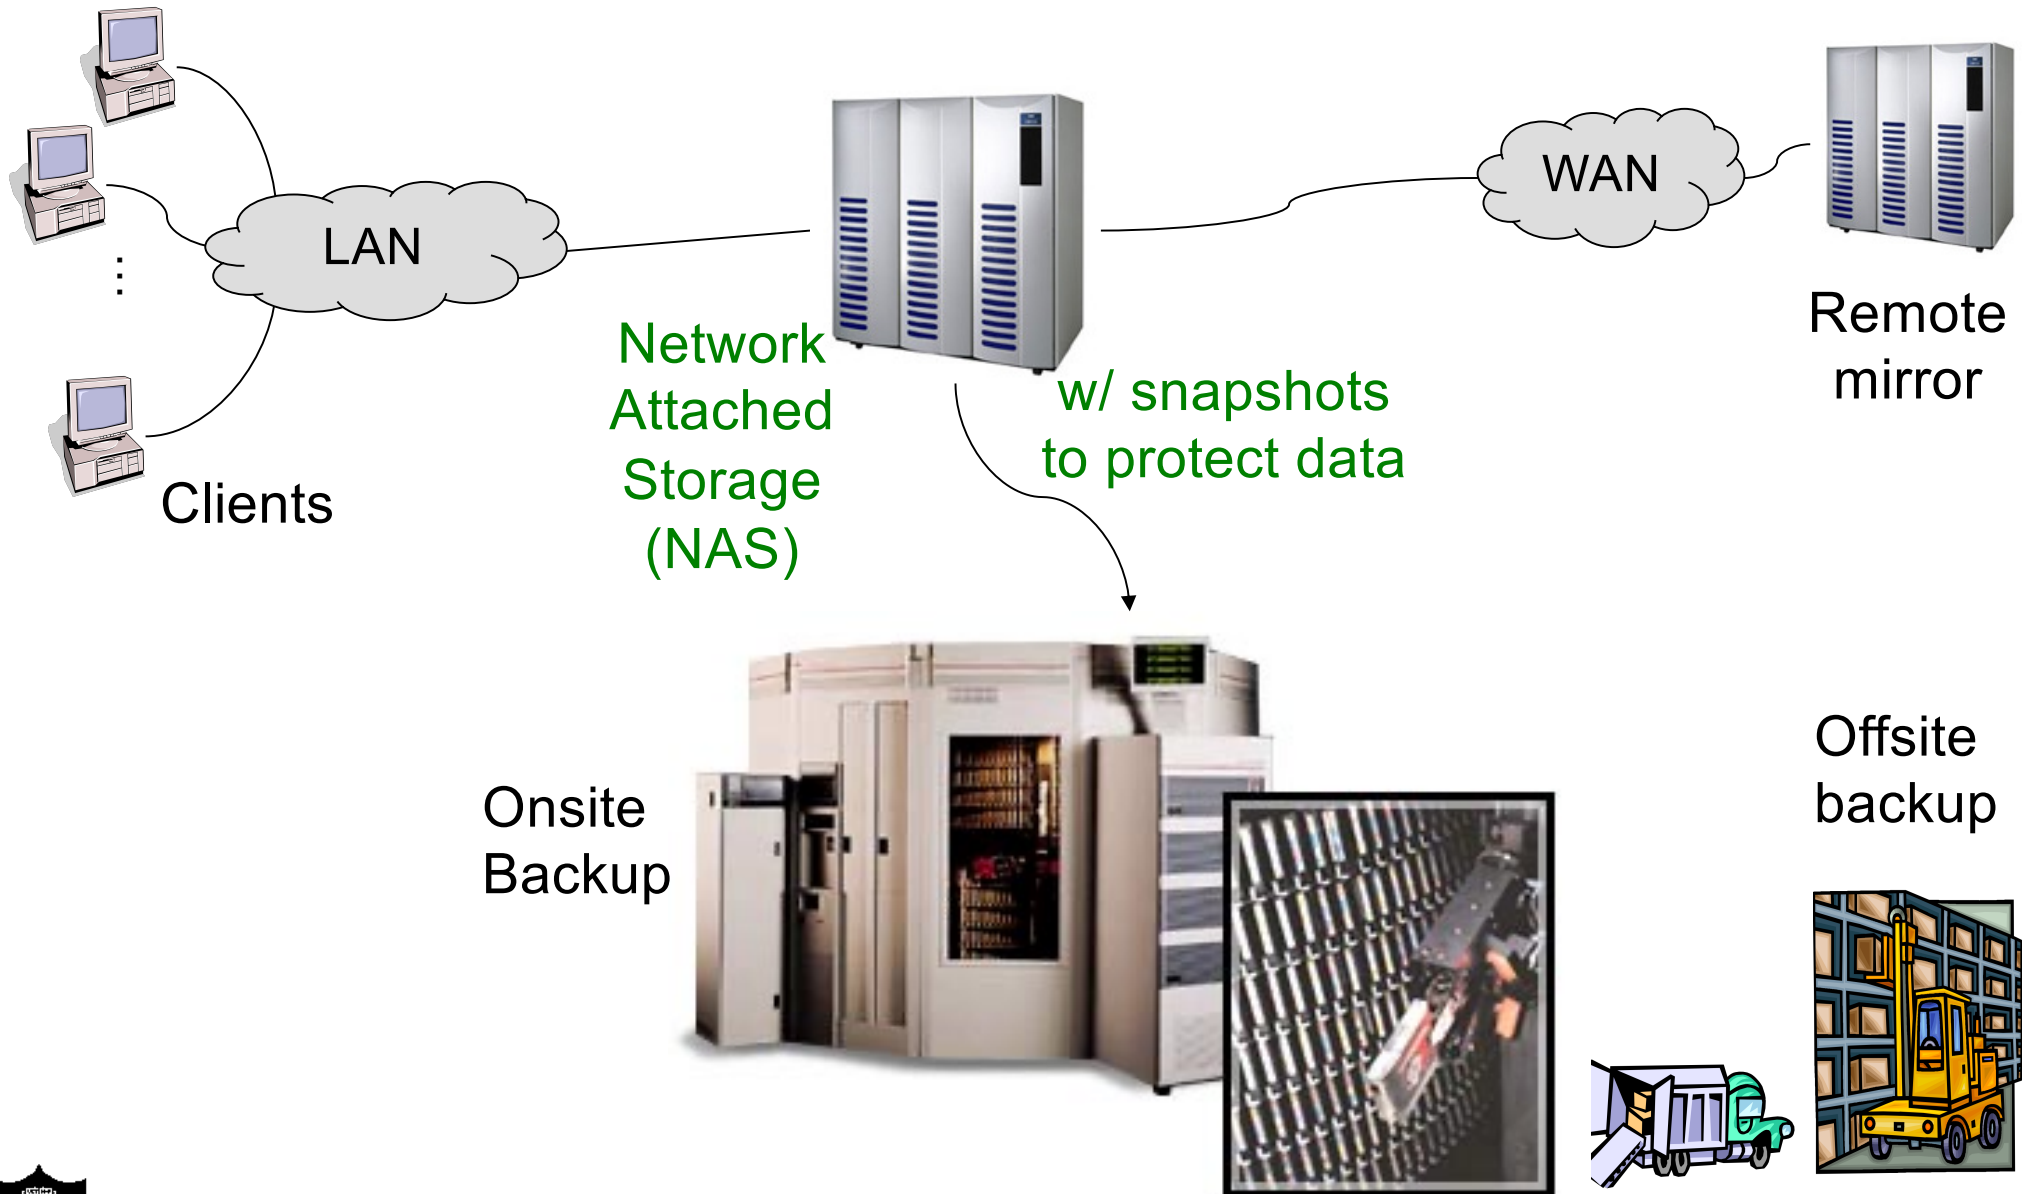 LAN
WAN
Network
Attached
Storage
(NAS)
w/ snapshots
to protect data
Remote
mirror
Clients
Onsite
Backup
Offsite
backup